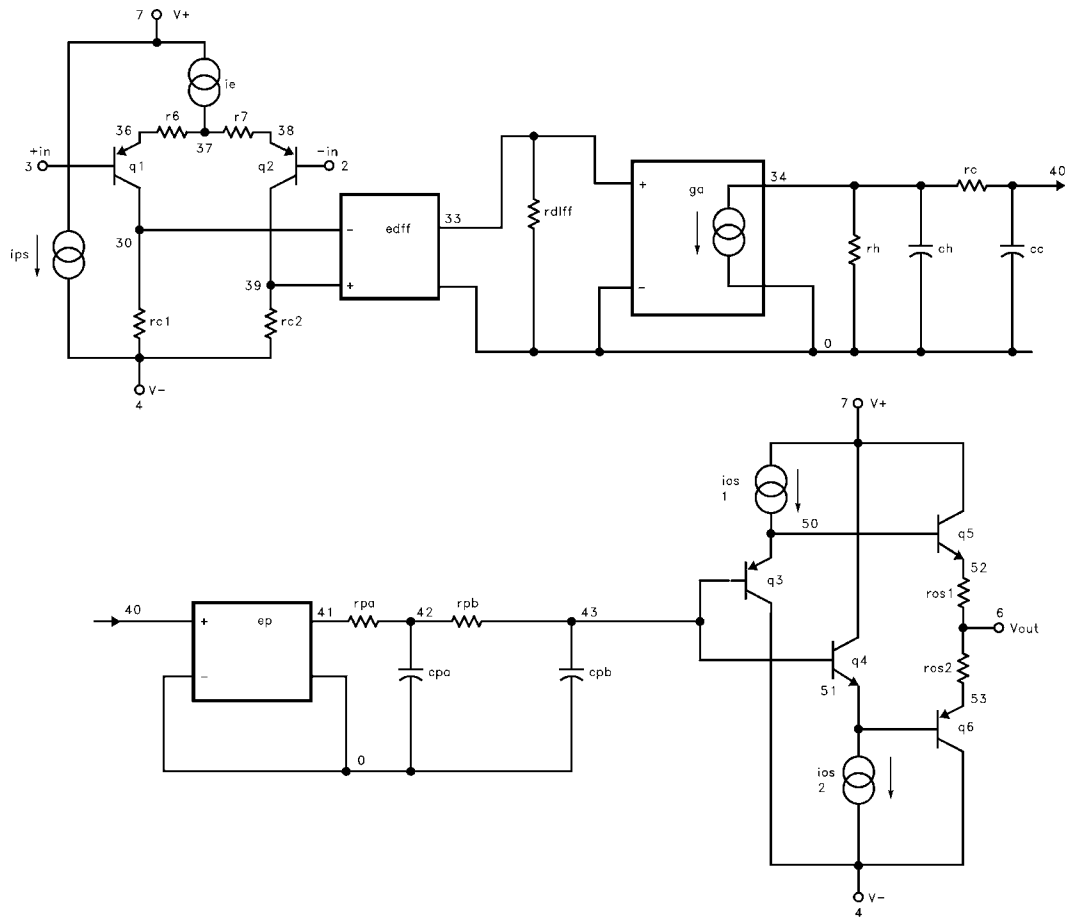 7 V+
ie
r6 r7
36 37 38
+in
3
q1 q2
-in
2
30
ips
39
rc1 rc2
V-
4
edff
-
+
33
rdiff
+
-
ga
34
rh
ch
rc
cc
40
0
7 V+
ios
1
50
q5
52
ros1
6
Vout
q3
q4
51
ros2
53
q6
ios
2
V-
4
40
+
-
ep
41 rpa 42 rpb 43
cpa
cpb
0